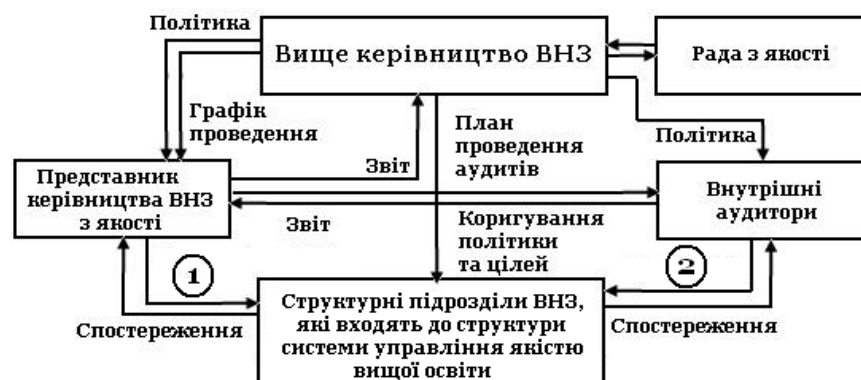 Політика
Вище керівництво ВНЗ
Рада з якості
Графік
проведення
План
проведення
аудитів
Політика
Звіт
Представник
керівництва ВНЗ
з якості
Внутрішні
аудитори
Звіт
Коригування
політики
та цілей
1
2
Спостереження
Структурні підрозділи ВНЗ,
які входять до структури
системи управління якістю
вищої освіти
Спостереження